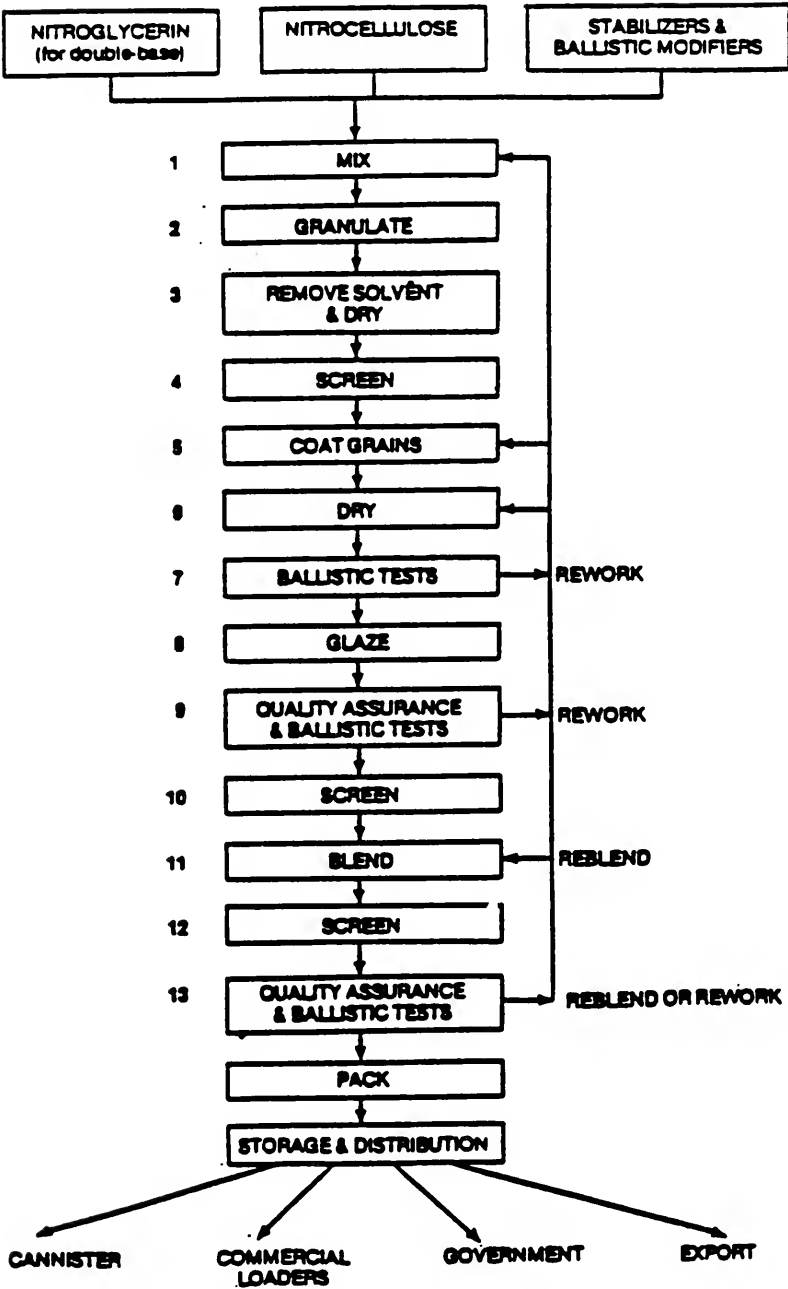 NITROGLYCERIN
(for double-base)
NITROCELLULOSE
STABILIZERS &
BALLISTIC MODIFIERS
1
MIX
2
GRANULATE
3
REMOVE SOLVENT
& DRY
4
SCREEN
5
COAT GRAINS
6
DRY
7
BALLISTIC TESTS
REWORK
8
GLAZE
9
QUALITY ASSURANCE
& BALLISTIC TESTS
REWORK
10
SCREEN
11
BLEND
REBLEND
12
SCREEN
13
QUALITY ASSURANCE
& BALLISTIC TESTS
REBLEND OR REWORK
PACK
STORAGE & DISTRIBUTION
CANNISTER
COMMERCIAL
LOADERS
GOVERNMENT
EXPORT